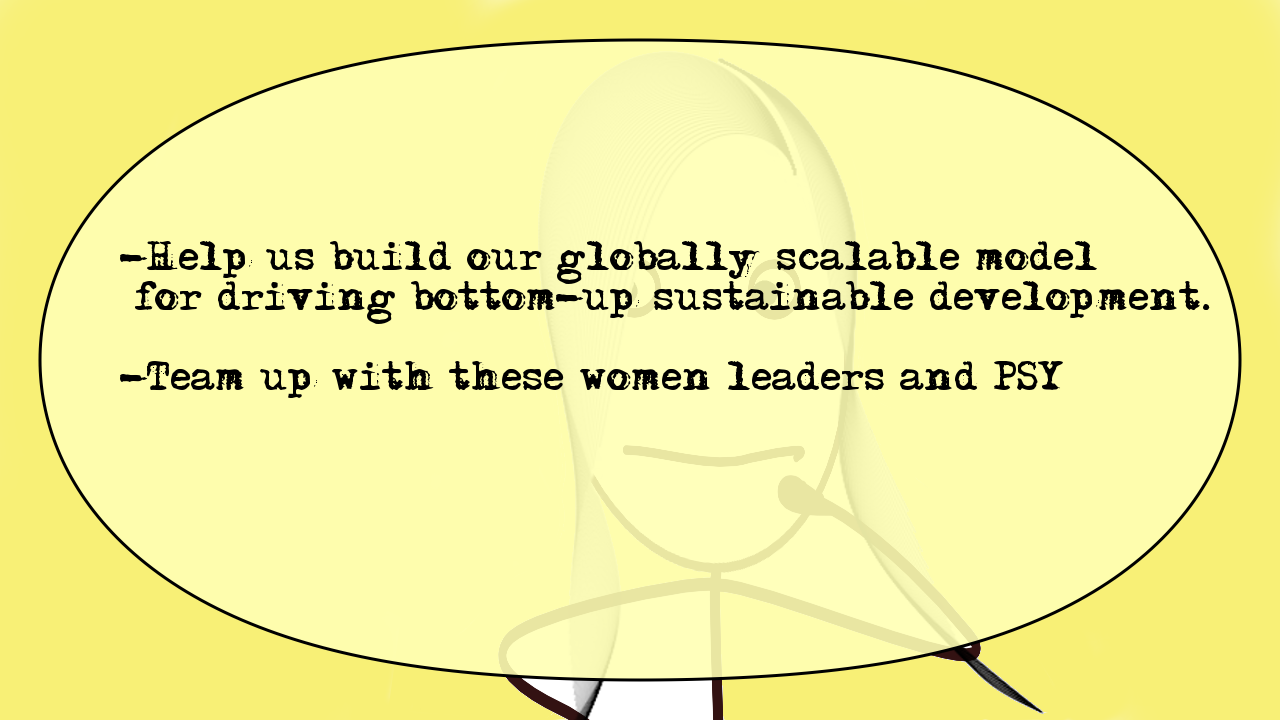 -Help us build our globally scalable model
for driving bottom-up sustainable development.
-Team up with these women leaders and PSY